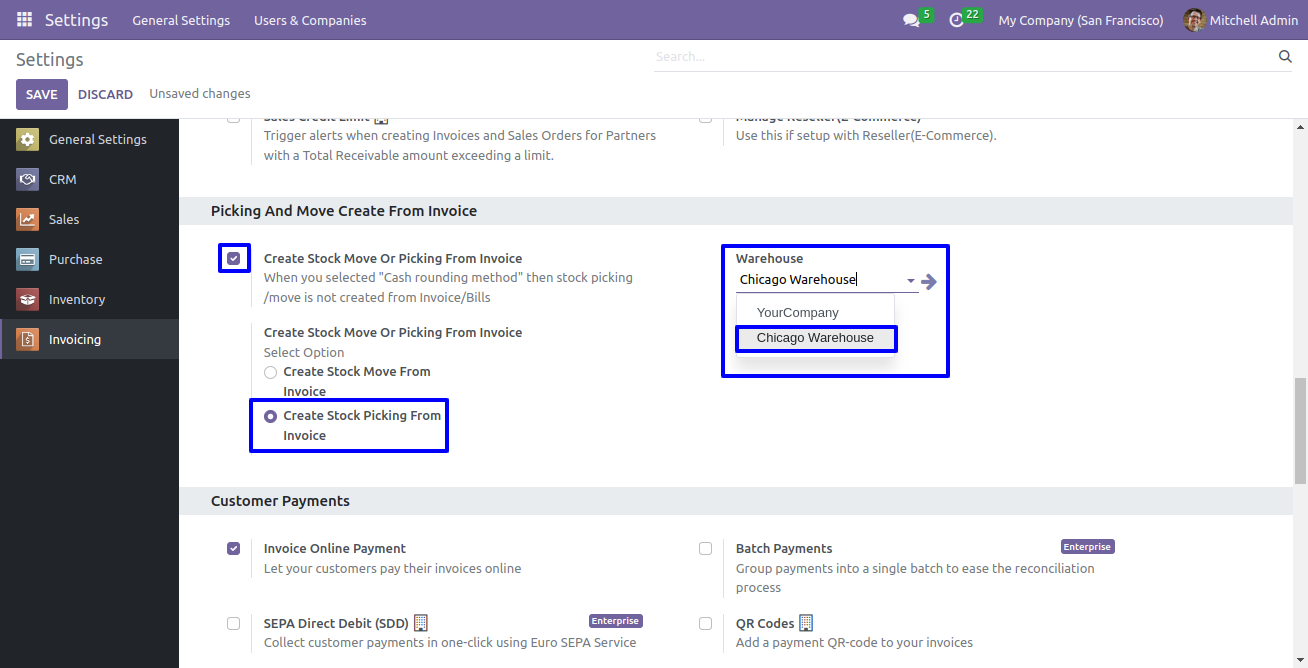 Settings
General Settings
Users & Companies
5
22
My Company (San Francisco)
Mitchell Admin
Settings
Search...
SAVE
DISCARD
Unsaved changes
General Settings
CRM
Sales
Purchase
Inventory
Invoicing
Sales Credit Limit
Trigger alerts when creating Invoices and Sales Orders for Partners
with a Total Receivable amount exceeding a limit.
Manage Reseller(E-Commerce)
Use this if setup with Reseller(E-Commerce).
Picking And Move Create From Invoice
Create Stock Move Or Picking From Invoice
When you selected "Cash rounding method" then stock picking
/move is not created from Invoice/Bills
Create Stock Move Or Picking From Invoice
Select Option
Create Stock Move From
Invoice
Create Stock Picking From
Invoice
Warehouse
Chicago Warehouse
YourCompany
Chicago Warehouse
Customer Payments
Invoice Online Payment
Let your customers pay their invoices online
Batch Payments
Enterprise
Group payments into a single batch to ease the reconciliation
process
SEPA Direct Debit (SDD)
Enterprise
Collect customer payments in one-click using Euro SEPA Service
QR Codes
Add a payment QR-code to your invoices